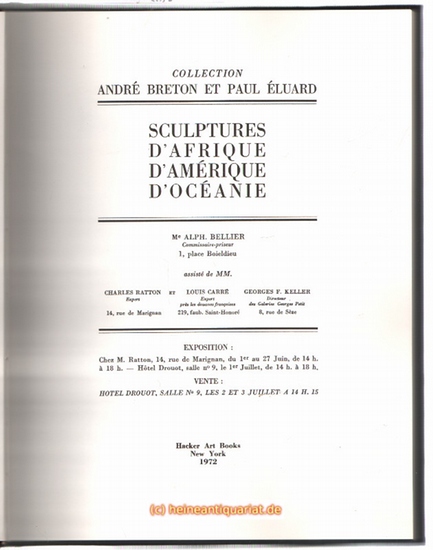 COLLECTION
ANDRÉ BRETON ET PAUL ÉLUARD
SCULPTURES
D'AFRIQUE
D'AMÉRIQUE
D'OCÉANIE
Me ALPH. BELLIER
Commissaire-priseur
1, place Boieldieu
assisté de MM.
CHARLES RATTON ET LOUIS CARRÉ GEORGES F. KELLER
Expert Expert Directeur
près les douanes françaises des Galeries Georges Petit
14, rue de Marignan 219, faub. Saint-Honoré 8, rue de Sèze
EXPOSITION :
Chez M. Ratton, 14, rue de Marignan, du 1er au 27 Juin, de 14 h.
à 18 h. — Hôtel Drouot, salle no 9, le 1er Juillet, de 14 h. à 18 h.
VENTE :
HOTEL DROUOT, SALLE No 9, LES 2 ET 3 JUILLET A 14 H. 15
Hacker Art Books
New York
1972
(c) heineantiquariat.de